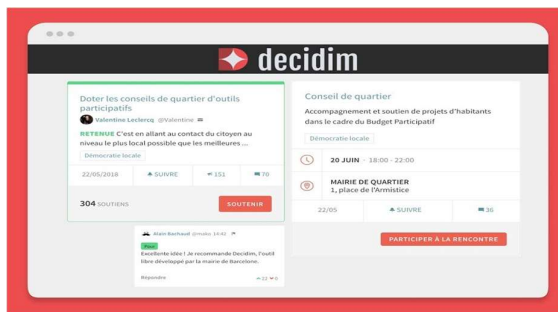 decidim
Doter les conseils de quartier d'outils
participatifs
Valentine Leclercq @Valentine
RETENUE C'est en allant au contact du citoyen au
niveau le plus local possible que les meilleures ...
Démocratie locale
22/05/2018 SUIVRE 151 70
304 SOUTIENS SOUTENIR
Alain Bachaud 14:42
Excellente idée ! Je recommande Decidim, l'outil
libre développé par la mairie de Barcelone.
Répondre
Conseil de quartier
Accompagnement et soutien de projets d'habitants
dans le cadre du Budget Participatif
Démocratie locale
20 JUIN - 18:00 - 22:00
MAIRIE DE QUARTIER
1, place de l'Armistice
22/05 SUIVRE 36
PARTICIPER À LA RENCONTRE